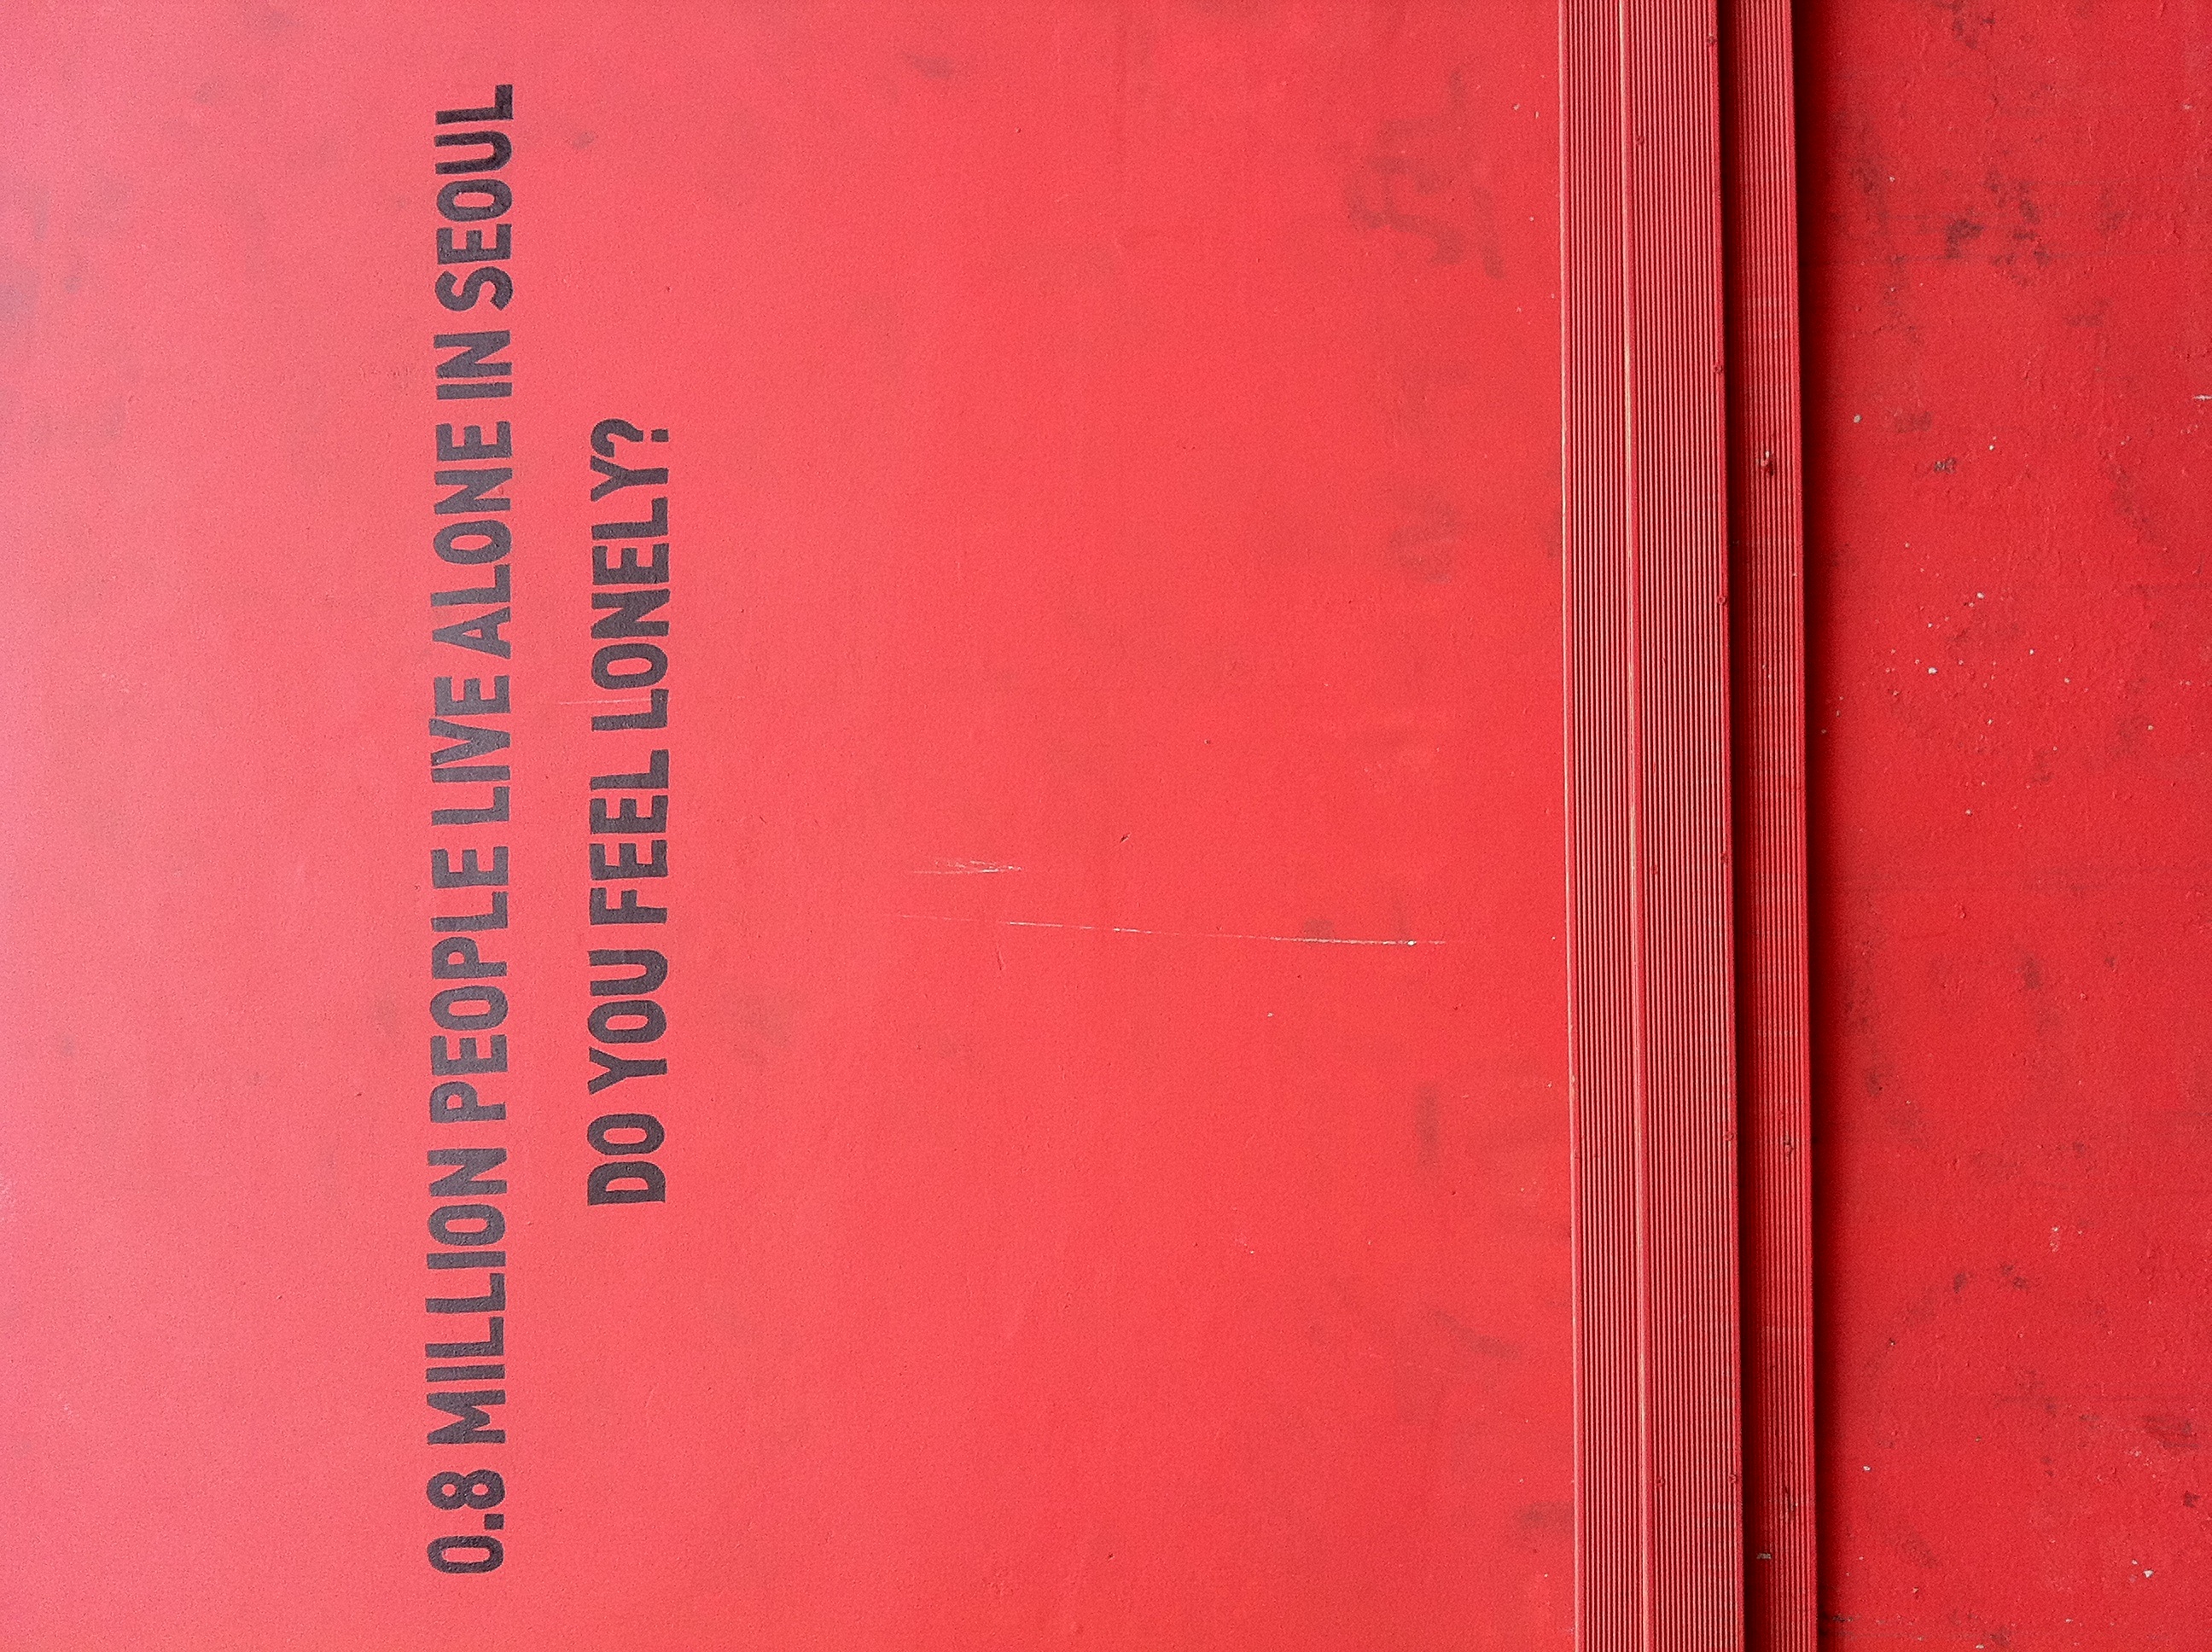 0.8 MILLION PEOPLE LIVE ALONE IN SEOUL
DO YOU FEEL LONELY?